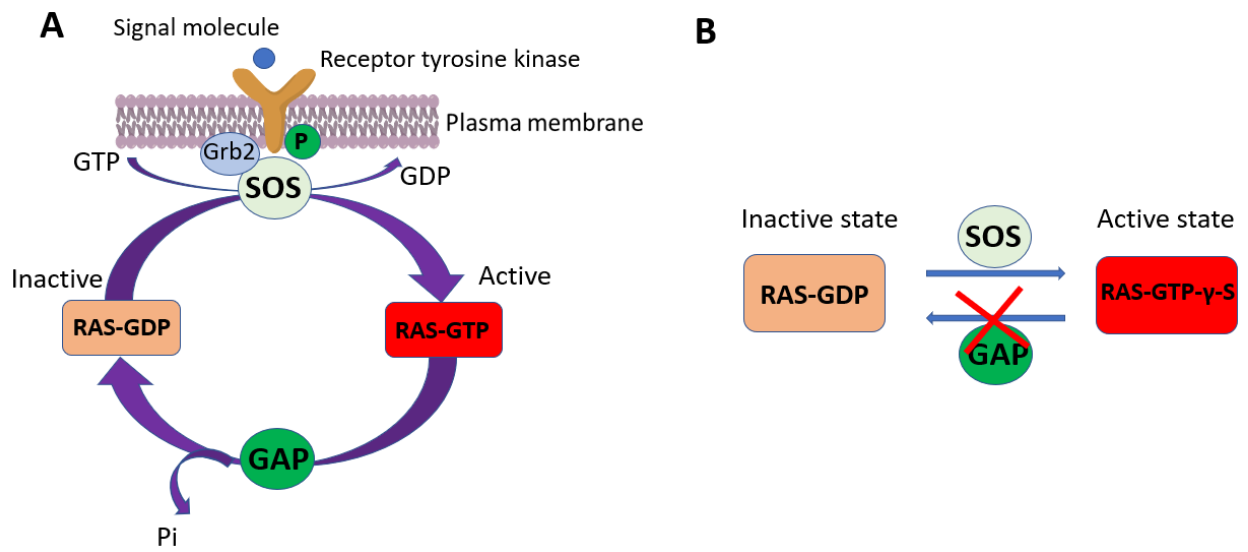 A
Signal molecule
Receptor tyrosine kinase
Plasma membrane
Grb2
P
GTP
SOS
GDP
Inactive
Active
RAS-GDP
RAS-GTP
GAP
Pi
B
Inactive state
SOS
Active state
RAS-GDP
RAS-GTP-γ-S
GAP